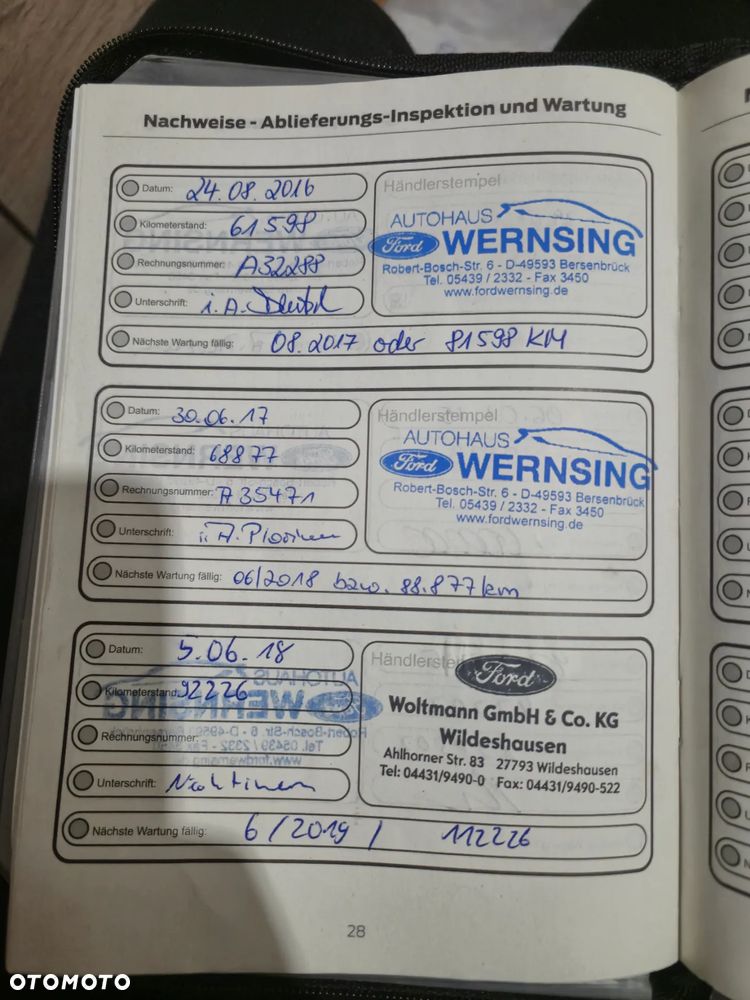 Nachweise - Ablieferungs-Inspektion und Wartung
Datum: 24.08.2016
Kilometerstand: 61598
Rechnungsnummer: A32288
Unterschrift: i.A.
Nächste Wartung fällig: 08.2017 oder 81598 KM
Händlerstempel
AUTOHAUS
Ford WERNSING
Robert-Bosch-Str. 6 - D-49593 Bersenbrück
Tel. 05439 / 2332 - Fax 3450
www.fordwernsing.de
Datum: 30.06.17
Kilometerstand: 68877
Rechnungsnummer: A35471
Unterschrift: i.A.
Nächste Wartung fällig: 06/2018 bzw. 88.877/km
Händlerstempel
AUTOHAUS
Ford WERNSING
Robert-Bosch-Str. 6 - D-49593 Bersenbrück
Tel. 05439 / 2332 - Fax 3450
www.fordwernsing.de
Datum: 5.06.18
Kilometerstand: 92226
Rechnungsnummer:
Unterschrift:
Nächste Wartung fällig: 6/2019 / 112226
Händlerste
Ford
Woltmann GmbH & Co. KG
Wildeshausen
Ahlhorner Str. 83 27793 Wildeshausen
Tel: 04431/9490-0 Fax: 04431/9490-522
28
OTOMOTO